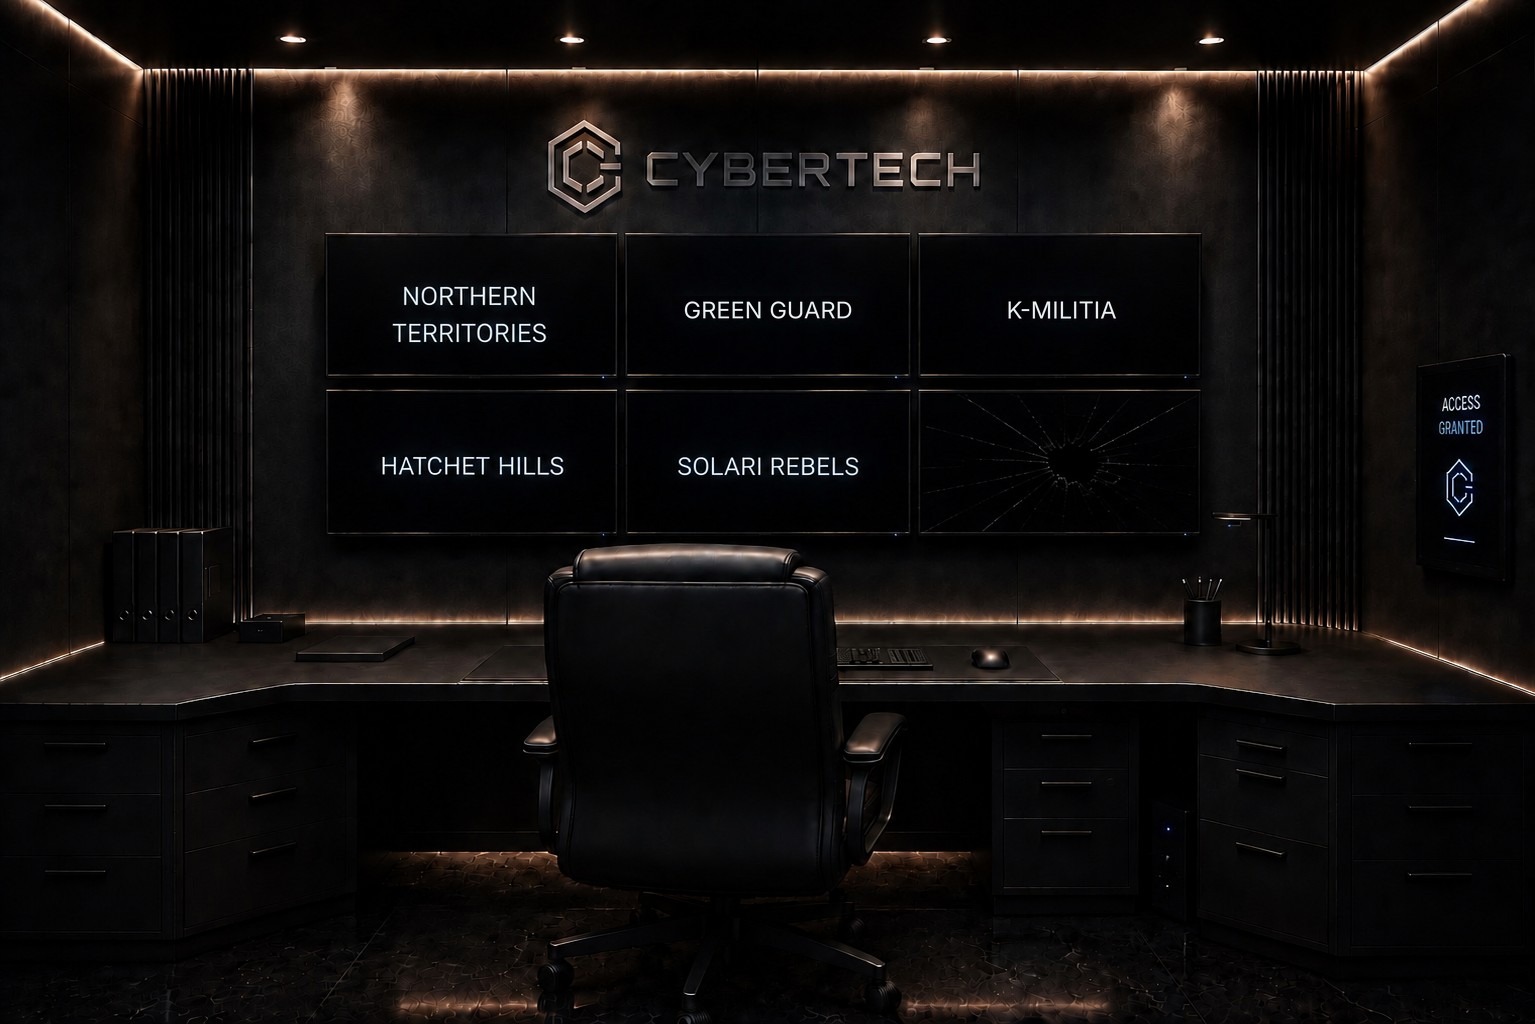 CYBERTECH
NORTHERN
TERRITORIES
GREEN GUARD
K-MILITIA
HATCHET HILLS
SOLARI REBELS
ACCESS
GRANTED